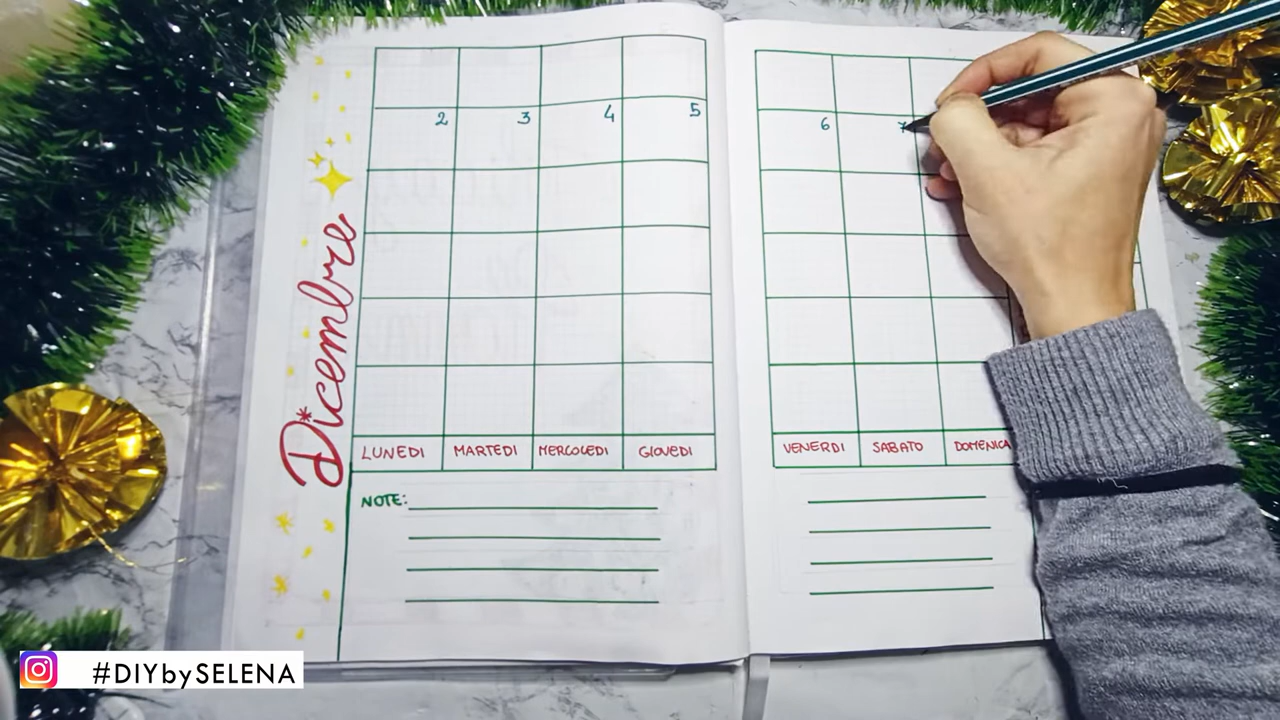 2 3 4 5 6 7
Dicembre
LUNEDI MARTEDI MERCOLEDI GIOVEDI VENERDI SABATO DOMENICA
NOTE:
#DIYbySELENA